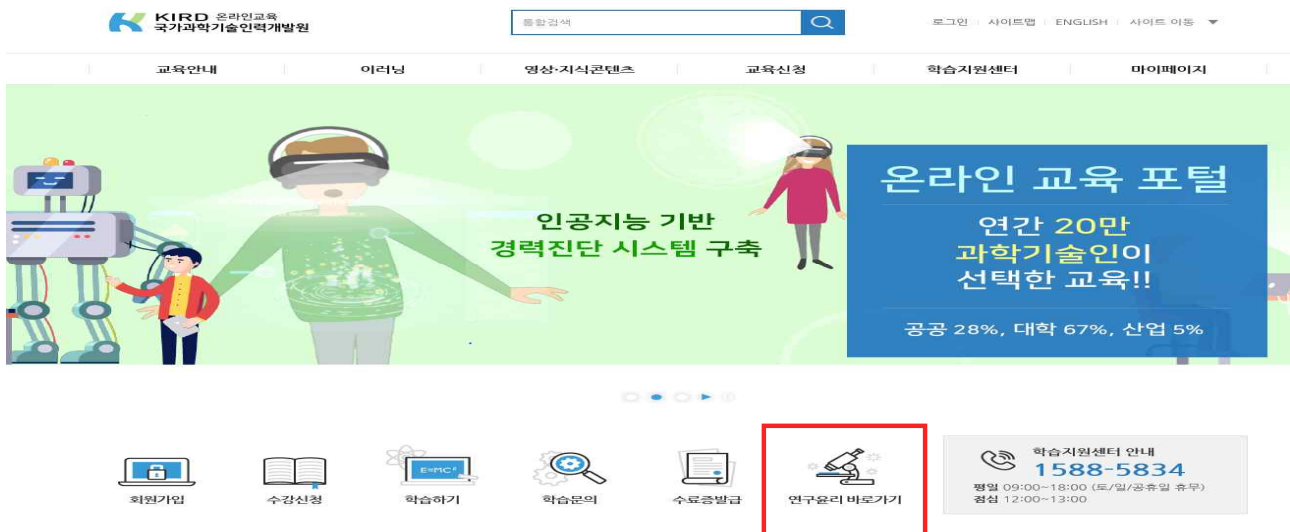 KIRD 온라인교육
국가과학기술인력개발원
통합검색
로그인 사이트맵 ENGLISH 사이트 이동 ▼
교육안내 이러닝 영상·지식콘텐츠 교육신청 학습지원센터 마이페이지
인공지능 기반
경력진단 시스템 구축
온라인 교육 포털
연간 20만
과학기술인이
선택한 교육!!
공공 28%, 대학 67%, 산업 5%
E=MC²
회원가입 수강신청 학습하기 학습문의 수료증발급 연구윤리 바로가기
학습지원센터 안내
1588-5834
평일 09:00~18:00 (토/일/공휴일 휴무)
점심 12:00~13:00